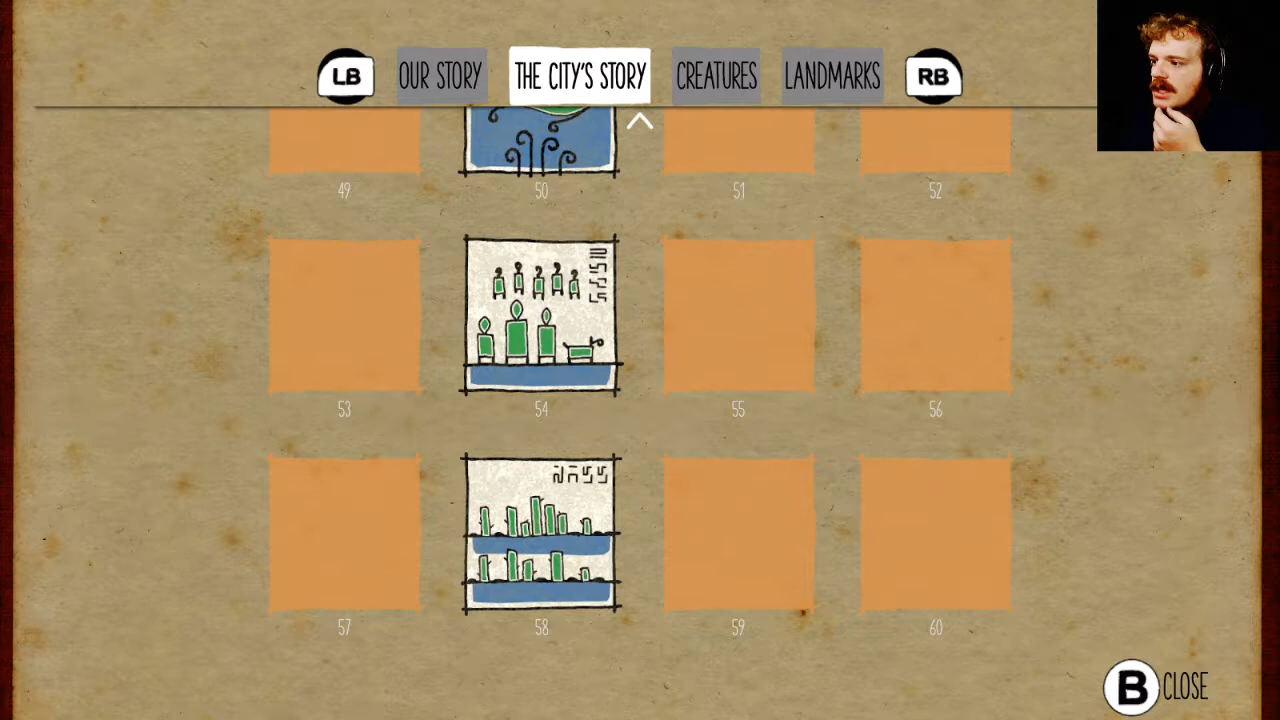 LB OUR STORY THE CITY'S STORY CREATURES LANDMARKS RB
49 50 51 52
53 54 55 56
57 58 59 60
B CLOSE